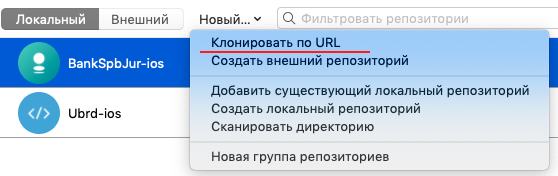 Локальный Внешний Новый... Фильтровать репозитории
BankSpbJur-ios
Ubrd-ios
Клонировать по URL
Создать внешний репозиторий
Добавить существующий локальный репозиторий
Создать локальный репозиторий
Сканировать директорию
Новая группа репозиториев